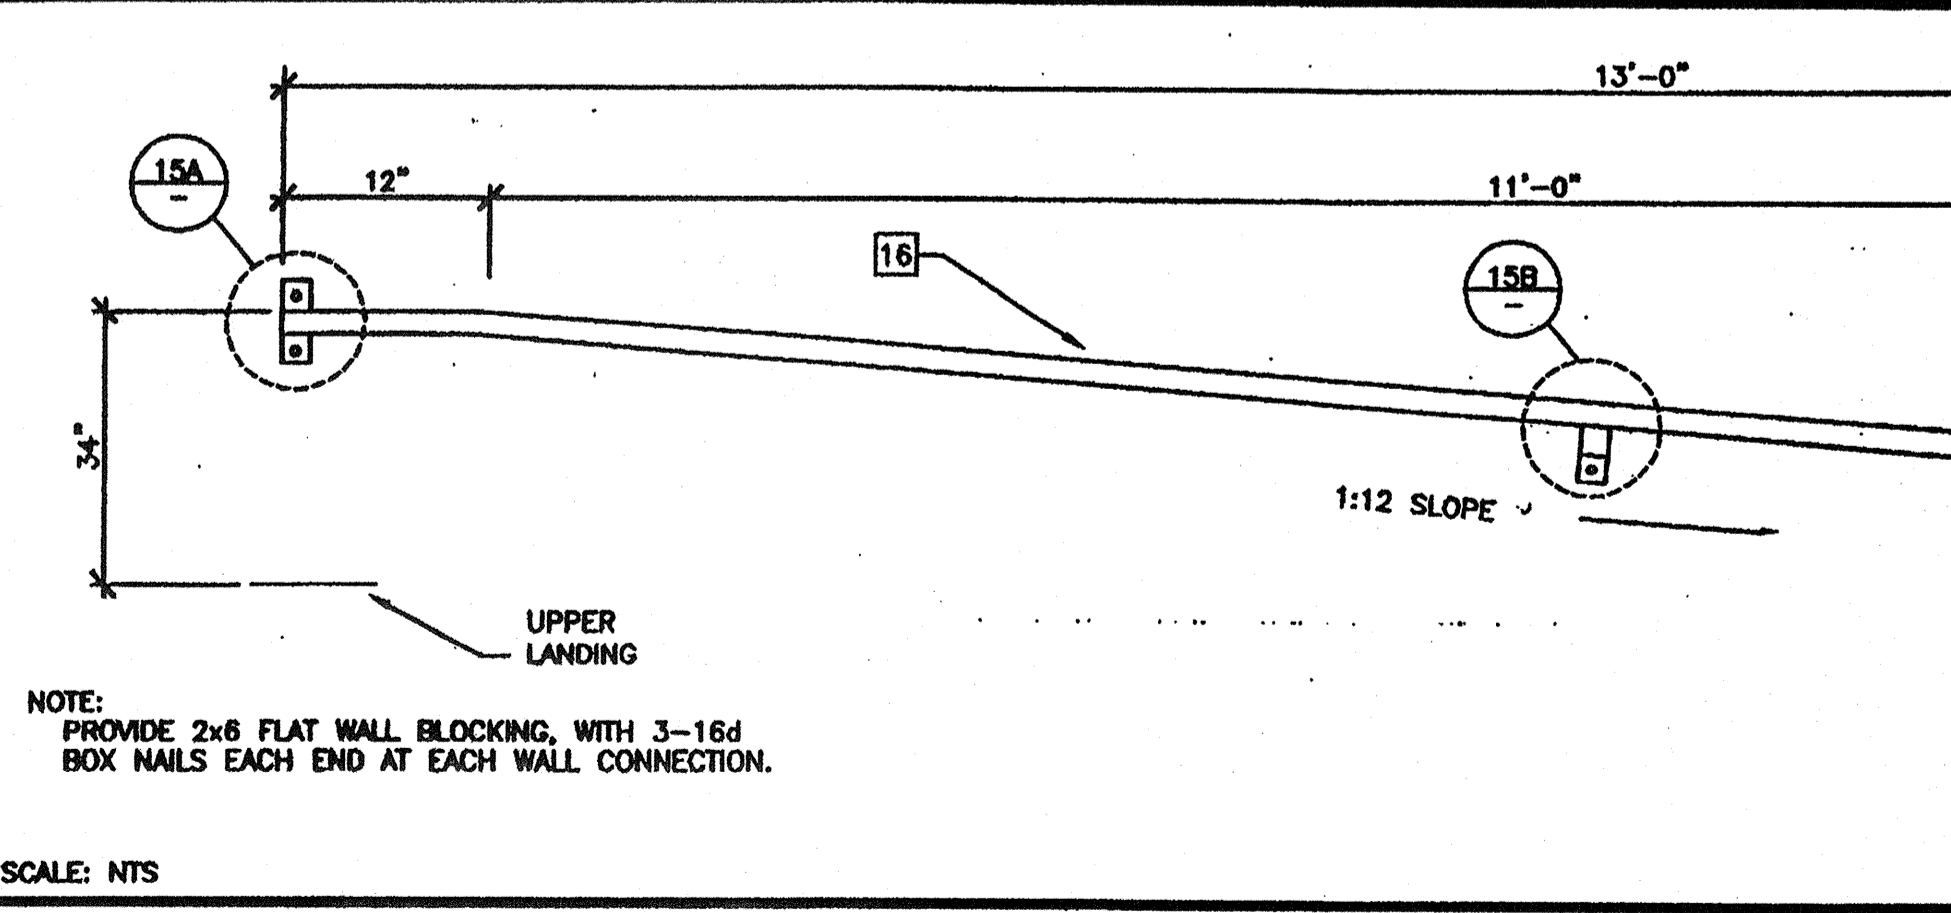 13'-0"
15A
-
12"
11'-0"
16
15B
-
34"
1:12 SLOPE
UPPER
LANDING
NOTE:
PROVIDE 2x6 FLAT WALL BLOCKING, WITH 3-16d
BOX NAILS EACH END AT EACH WALL CONNECTION.
SCALE: NTS